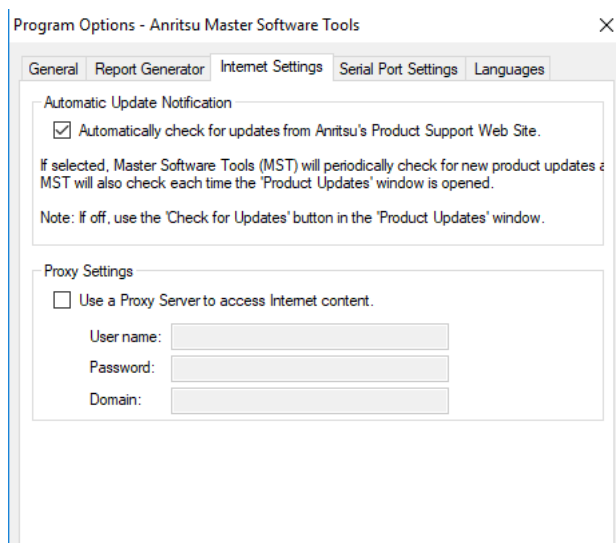 Program Options - Anritsu Master Software Tools
General Report Generator Internet Settings Serial Port Settings Languages
Automatic Update Notification
Automatically check for updates from Anritsu's Product Support Web Site.
If selected, Master Software Tools (MST) will periodically check for new product updates a
MST will also check each time the 'Product Updates' window is opened.
Note: If off, use the 'Check for Updates' button in the 'Product Updates' window.
Proxy Settings
Use a Proxy Server to access Internet content.
User name:
Password:
Domain: